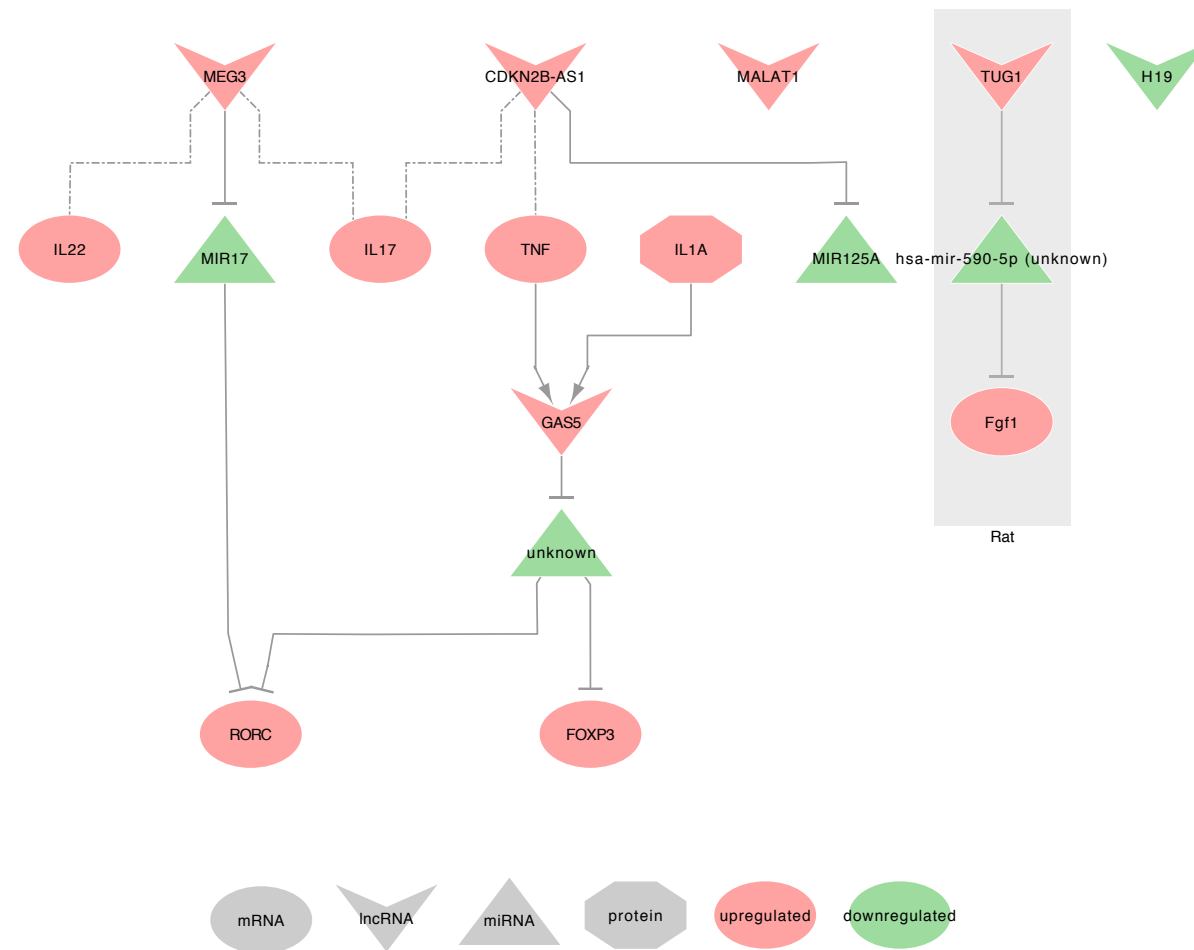 MEG3
CDKN2B-AS1
MALAT1
TUG1
H19
IL22
MIR17
IL17
TNF
IL1A
MIR125A
hsa-mir-590-5p (unknown)
GAS5
Fgf1
unknown
Rat
RORC
FOXP3
mRNA
lncRNA
miRNA
protein
upregulated
downregulated